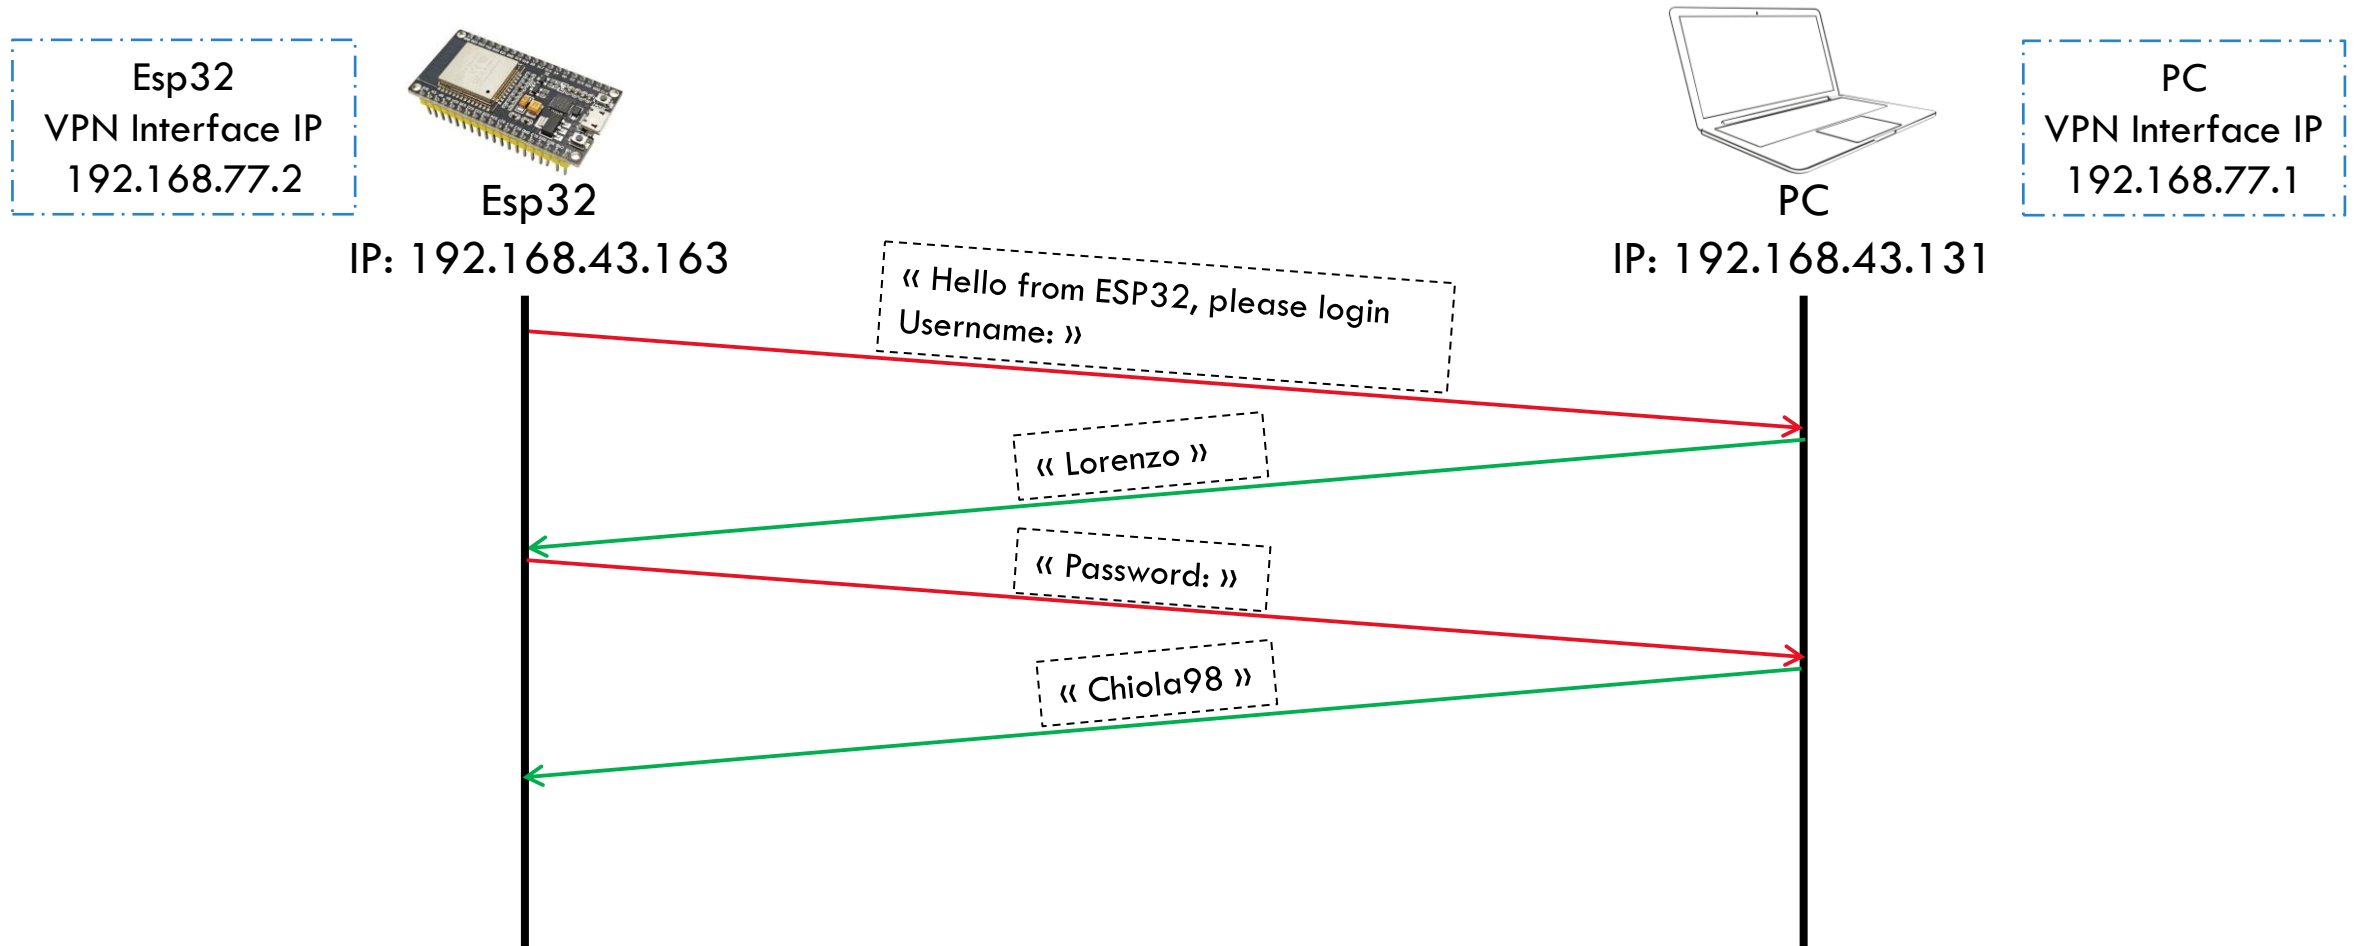 Esp32
VPN Interface IP
192.168.77.2
Esp32
IP: 192.168.43.163
PC
IP: 192.168.43.131
PC
VPN Interface IP
192.168.77.1
« Hello from ESP32, please login
Username: »
« Lorenzo »
« Password: »
« Chiola98 »